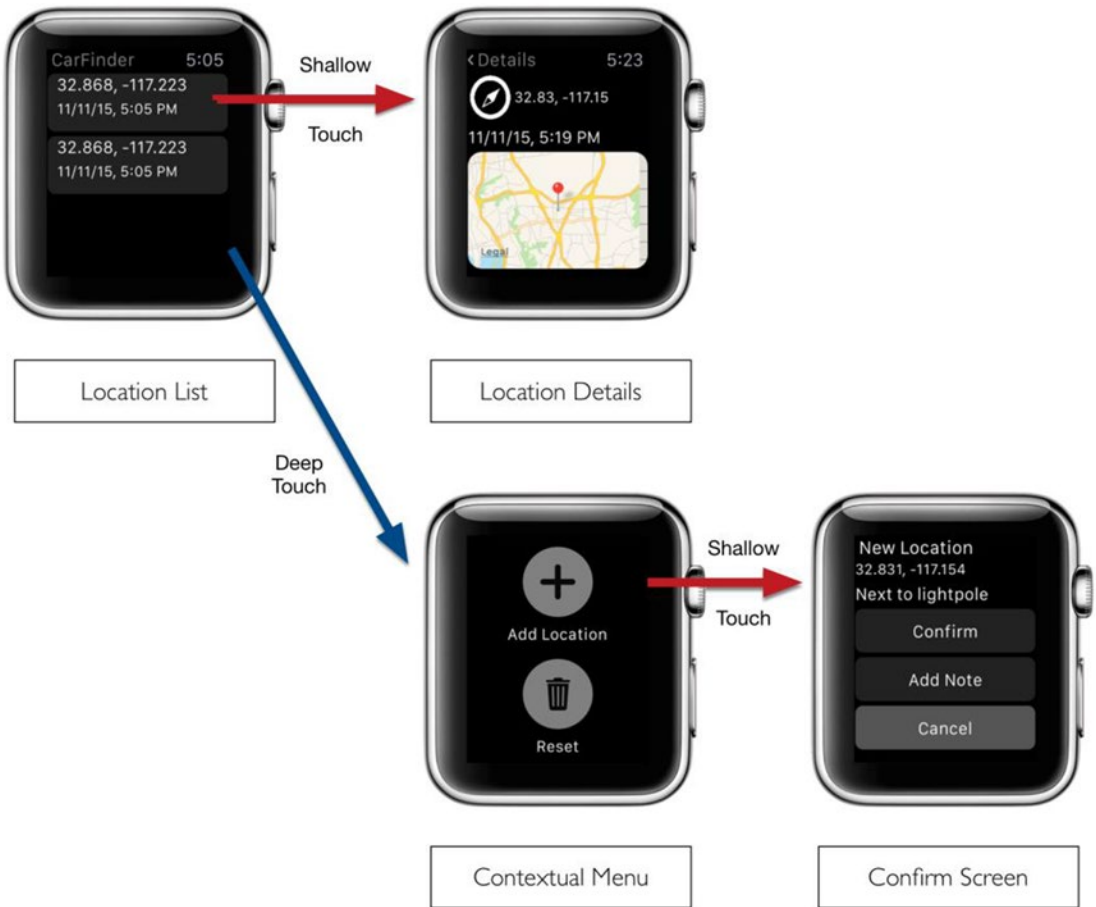 CarFinder 5:05
32.868, -117.223
11/11/15, 5:05 PM
32.868, -117.223
11/11/15, 5:05 PM
Shallow
Touch
<Details 5:23
32.83, -117.15
11/11/15, 5:19 PM
Legal
Location List
Location Details
Deep
Touch
Add Location
Reset
Shallow
Touch
New Location
32.831, -117.154
Next to lightpole
Confirm
Add Note
Cancel
Contextual Menu
Confirm Screen